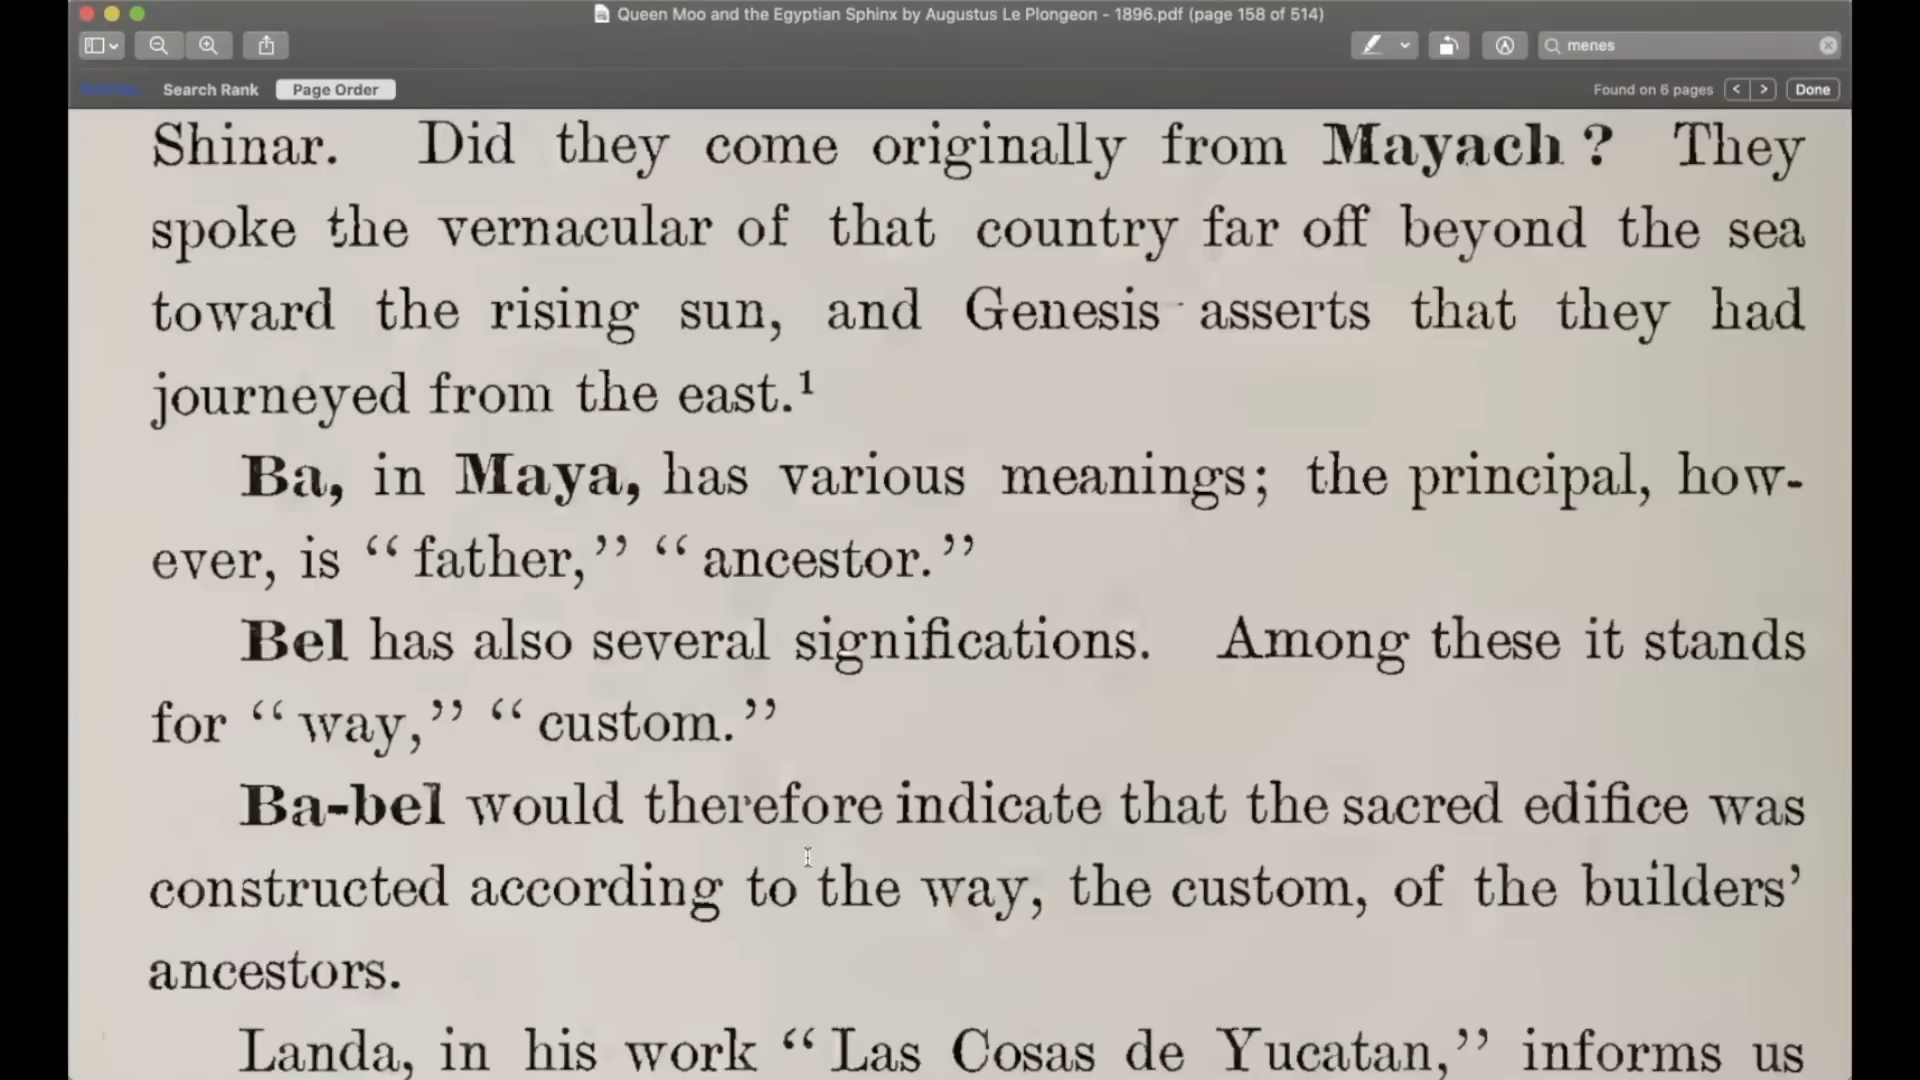 Queen Moo and the Egyptian Sphinx by Augustus Le Plongeon - 1896.pdf (page 158 of 514)
menes
Search Rank Page Order Found on 6 pages < > Done
Shinar. Did they come originally from Mayach? They
spoke the vernacular of that country far off beyond the sea
toward the rising sun, and Genesis asserts that they had
journeyed from the east.¹
Ba, in Maya, has various meanings; the principal, how-
ever, is “father,” “ancestor.”
Bel has also several significations. Among these it stands
for “way,” “custom.”
Ba-bel would therefore indicate that the sacred edifice was
constructed according to the way, the custom, of the builders’
ancestors.
Landa, in his work “Las Cosas de Yucatan,” informs us